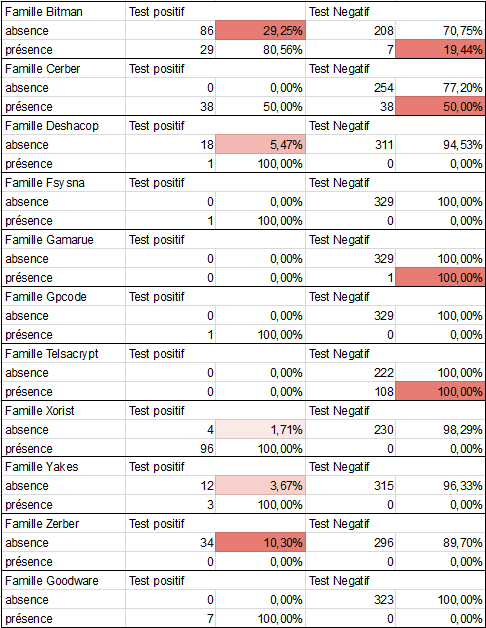 Famille Bitman Test positif Test Negatif
absence 86 29,25% 208 70,75%
présence 29 80,56% 7 19,44%
Famille Cerber Test positif Test Negatif
absence 0 0,00% 254 77,20%
présence 38 50,00% 38 50,00%
Famille Deshacop Test positif Test Negatif
absence 18 5,47% 311 94,53%
présence 1 100,00% 0 0,00%
Famille Fsysna Test positif Test Negatif
absence 0 0,00% 329 100,00%
présence 1 100,00% 0 0,00%
Famille Gamarue Test positif Test Negatif
absence 0 0,00% 329 100,00%
présence 0 0,00% 1 100,00%
Famille Gpcode Test positif Test Negatif
absence 0 0,00% 329 100,00%
présence 1 100,00% 0 0,00%
Famille Telsacrypt Test positif Test Negatif
absence 0 0,00% 222 100,00%
présence 0 0,00% 108 100,00%
Famille Xorist Test positif Test Negatif
absence 4 1,71% 230 98,29%
présence 96 100,00% 0 0,00%
Famille Yakes Test positif Test Negatif
absence 12 3,67% 315 96,33%
présence 3 100,00% 0 0,00%
Famille Zerber Test positif Test Negatif
absence 34 10,30% 296 89,70%
présence 0 0,00% 0 0,00%
Famille Goodware Test positif Test Negatif
absence 0 0,00% 323 100,00%
présence 7 100,00% 0 0,00%